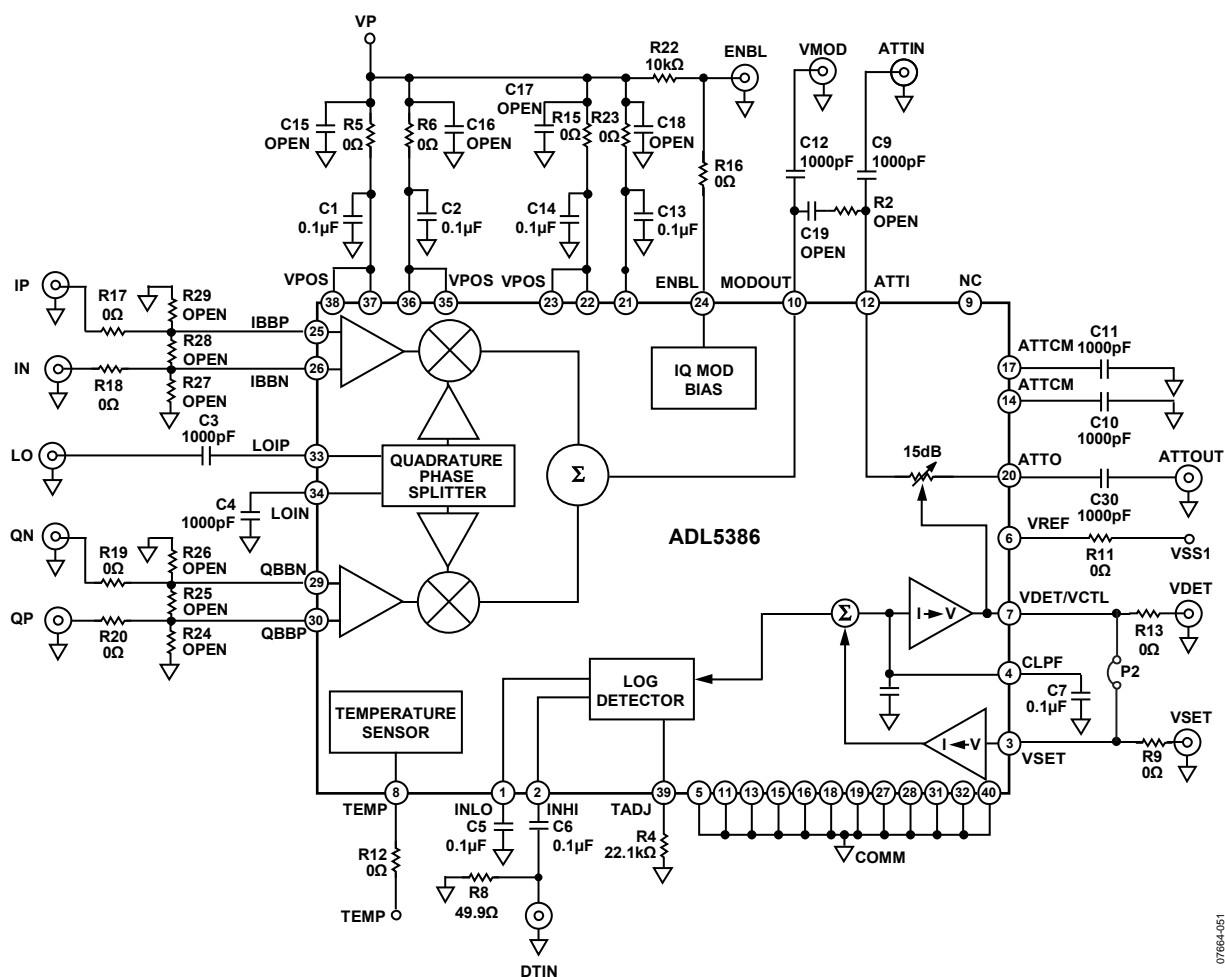 VP
R22
10kΩ
ENBL
VMOD
ATTIN
C15
OPEN
R5
0Ω
R6
0Ω
C16
OPEN
C17
OPEN
R15
0Ω
R23
0Ω
C18
OPEN
R16
0Ω
C12
1000pF
C9
1000pF
C1
0.1µF
C2
0.1µF
C14
0.1µF
C13
0.1µF
C19
OPEN
R2
OPEN
VPOS
VPOS
VPOS
ENBL
MODOUT
ATTI
NC
38
37
36
35
23
22
21
24
10
12
9
IP
R17
0Ω
R29
OPEN
R28
OPEN
IBBP
25
IN
R18
0Ω
R27
OPEN
IBBN
26
IQ MOD
BIAS
C11
1000pF
ATTCM
17
ATTCM
14
C10
1000pF
LO
C3
1000pF
LOIP
33
QUADRATURE
PHASE
SPLITTER
Σ
15dB
ATTO
20
ATTOUT
C30
1000pF
C4
1000pF
34
LOIN
ADL5386
VREF
6
R11
0Ω
VSS1
QN
R19
0Ω
R26
OPEN
R25
OPEN
QBBN
29
QP
R20
0Ω
R24
OPEN
QBBP
30
Σ
I V
VDET/VCTL
7
VDET
R13
0Ω
CLPF
4
P2
C7
0.1µF
LOG
DETECTOR
TEMPERATURE
SENSOR
I V
3
VSET
VSET
R9
0Ω
8
1
2
39
5
11
13
15
16
18
19
27
28
31
32
40
TEMP
INLO
INHI
TADJ
C5
0.1µF
C6
0.1µF
R4
22.1kΩ
COMM
R12
0Ω
R8
49.9Ω
TEMP
DTIN
07664-051